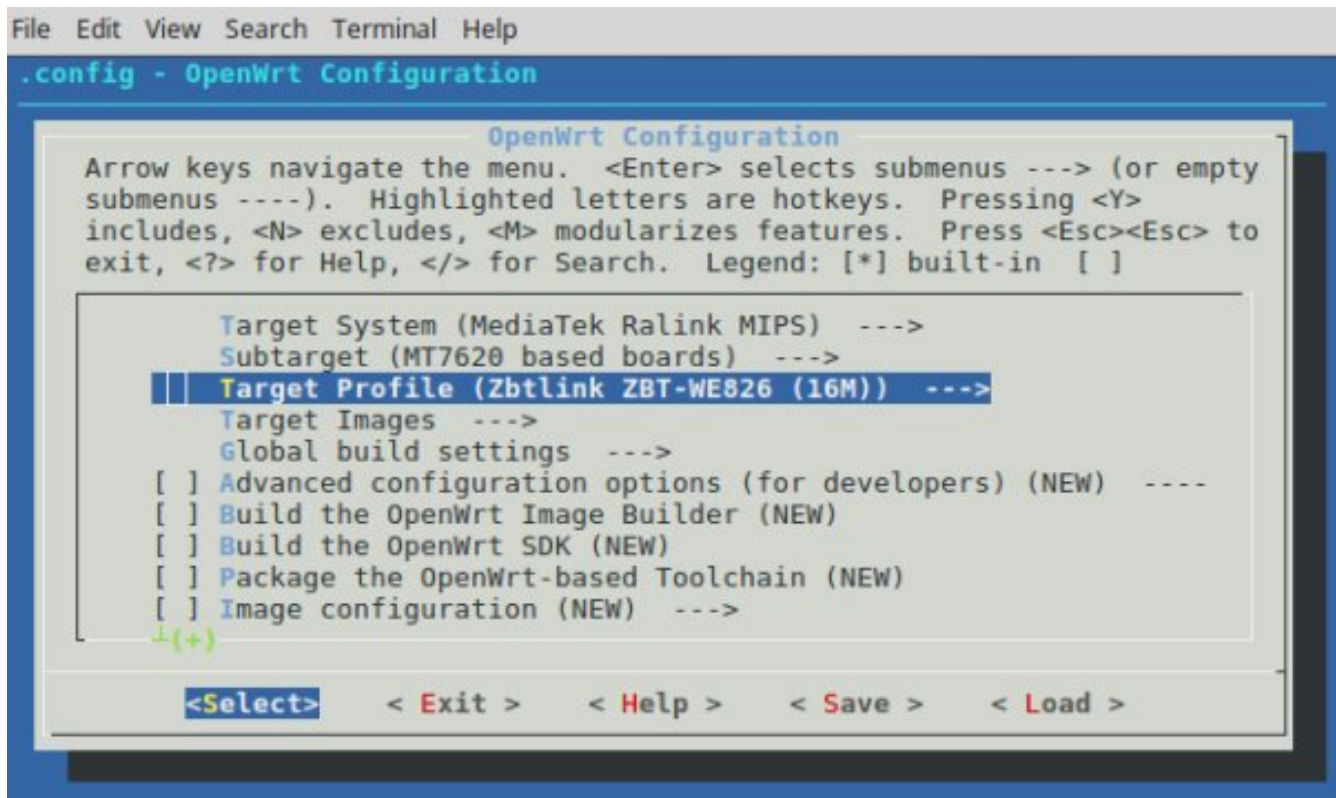 File Edit View Search Terminal Help
.config - OpenWrt Configuration
OpenWrt Configuration
Arrow keys navigate the menu.  <Enter> selects submenus ---> (or empty
submenus ----).  Highlighted letters are hotkeys.  Pressing <Y>
includes, <N> excludes, <M> modularizes features.  Press <Esc><Esc> to
exit, <?> for Help, </> for Search.  Legend: [*] built-in  [ ]
Target System (MediaTek Ralink MIPS)  --->
Subtarget (MT7620 based boards)  --->
Target Profile (Zbtlink ZBT-WE826 (16M))  --->
Target Images  --->
Global build settings  --->
[ ] Advanced configuration options (for developers) (NEW)  ----
[ ] Build the OpenWrt Image Builder (NEW)
[ ] Build the OpenWrt SDK (NEW)
[ ] Package the OpenWrt-based Toolchain (NEW)
[ ] Image configuration (NEW)  --->
┴(+)
<Select>    < Exit >    < Help >    < Save >    < Load >